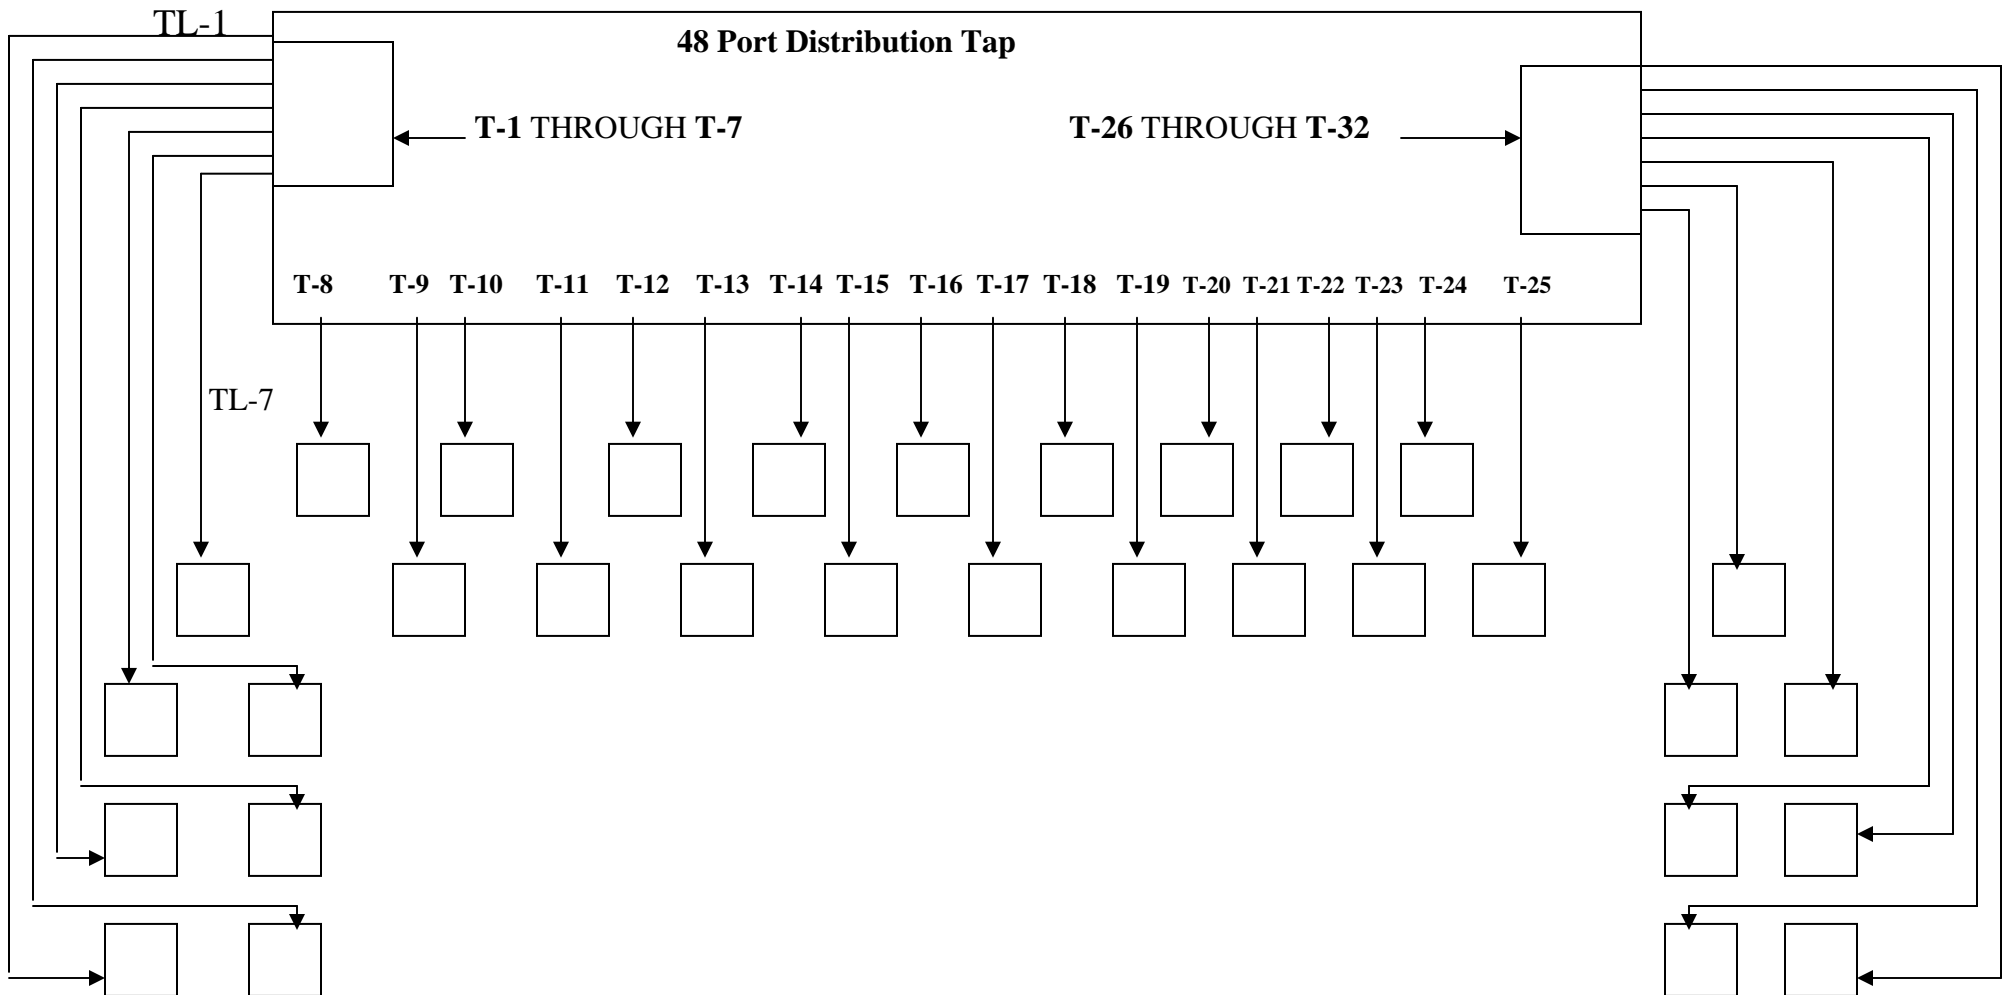 TL-1
48 Port Distribution Tap
T-1 THROUGH T-7 T-26 THROUGH T-32
T-8 T-9 T-10 T-11 T-12 T-13 T-14 T-15 T-16 T-17 T-18 T-19 T-20 T-21 T-22 T-23 T-24 T-25
TL-7